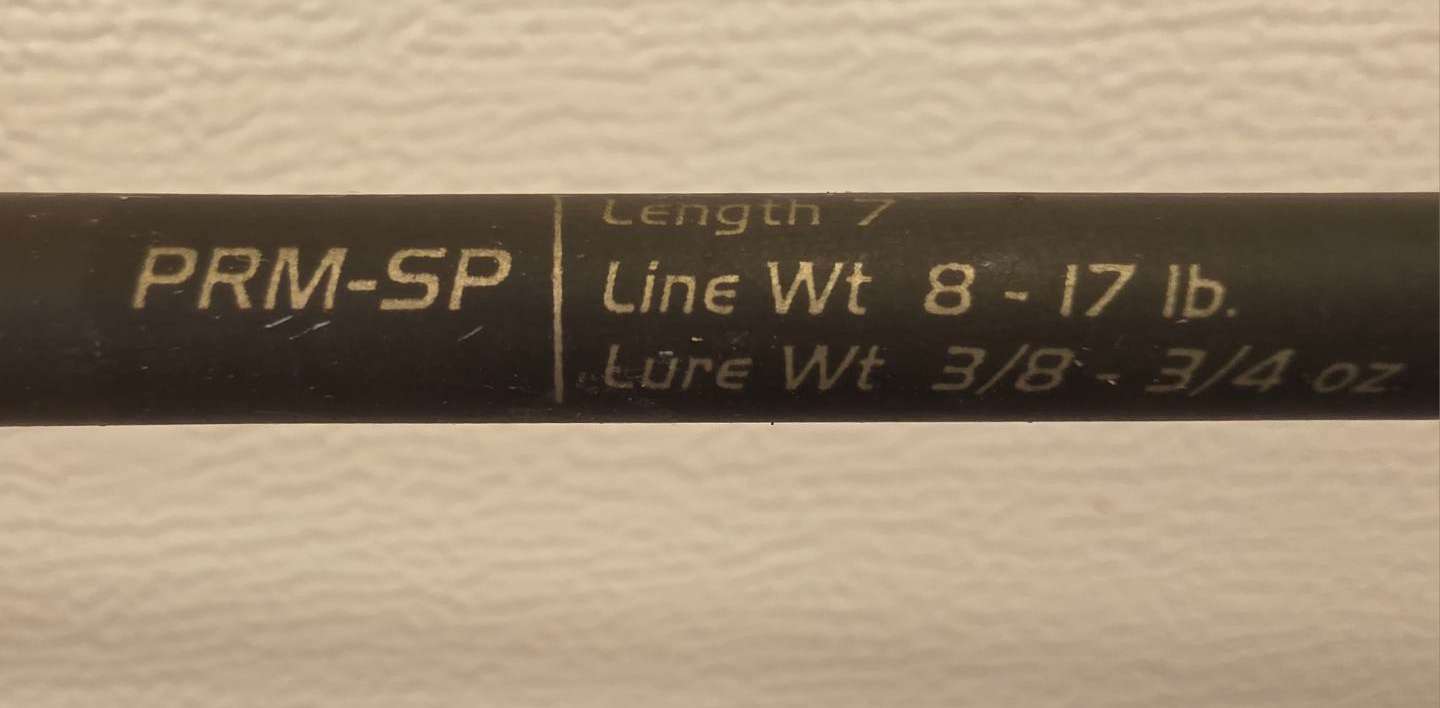 PRM-SP
Length 7
Line Wt 8 - 17 lb.
Lure Wt 3/8 - 3/4 oz